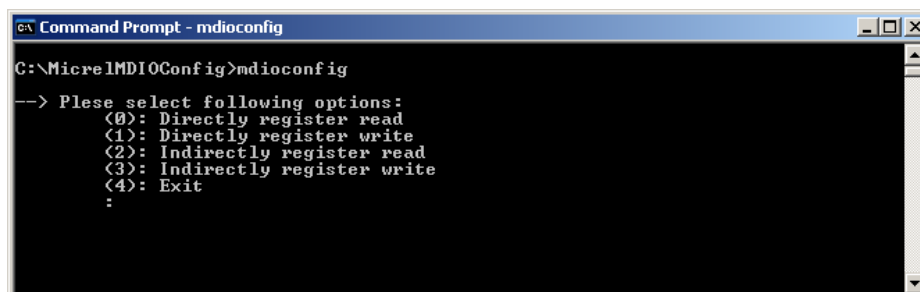 Command Prompt - mdioconfig
C:\MicrelMDIOConfig>mdioconfig
--> Plese select following options:
(0): Directly register read
(1): Directly register write
(2): Indirectly register read
(3): Indirectly register write
(4): Exit
: